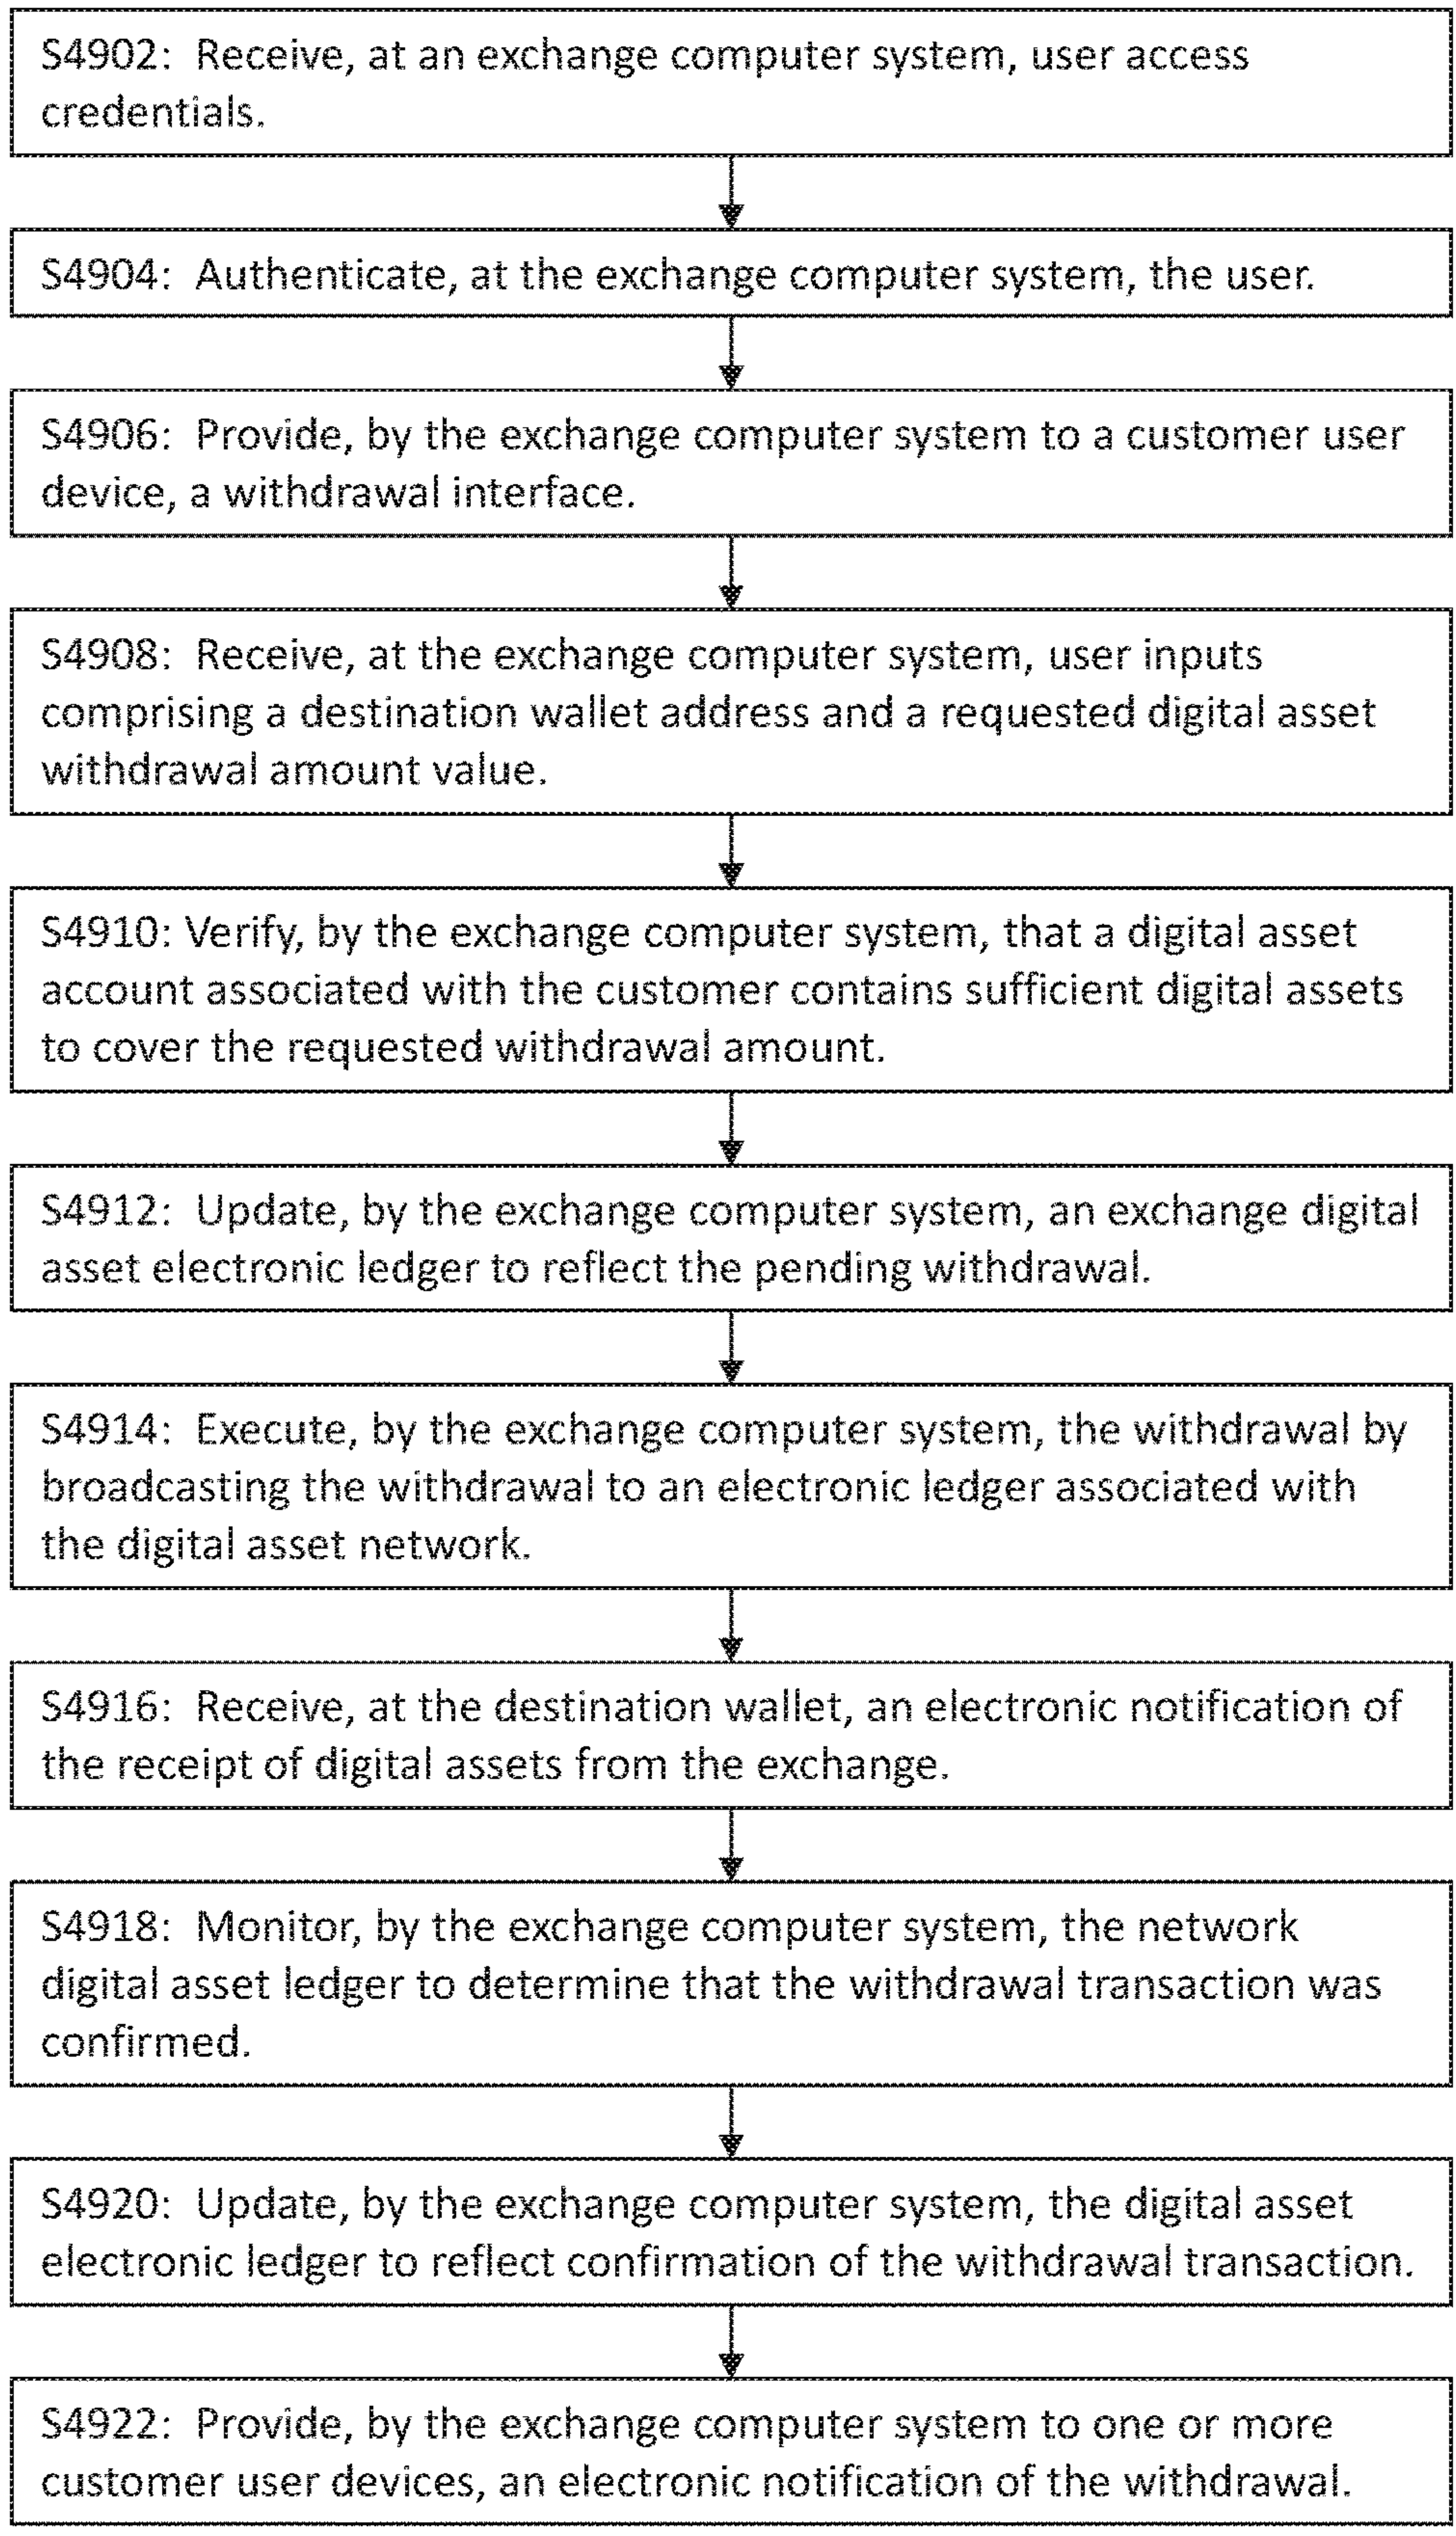 S4902:  Receive, at an exchange computer system, user access
credentials.
S4904:  Authenticate, at the exchange computer system, the user.
S4906:  Provide, by the exchange computer system to a customer user
device, a withdrawal interface.
S4908:  Receive, at the exchange computer system, user inputs
comprising a destination wallet address and a requested digital asset
withdrawal amount value.
S4910: Verify, by the exchange computer system, that a digital asset
account associated with the customer contains sufficient digital assets
to cover the requested withdrawal amount.
S4912:  Update, by the exchange computer system, an exchange digital
asset electronic ledger to reflect the pending withdrawal.
S4914:  Execute, by the exchange computer system, the withdrawal by
broadcasting the withdrawal to an electronic ledger associated with
the digital asset network.
S4916:  Receive, at the destination wallet, an electronic notification of
the receipt of digital assets from the exchange.
S4918:  Monitor, by the exchange computer system, the network
digital asset ledger to determine that the withdrawal transaction was
confirmed.
S4920:  Update, by the exchange computer system, the digital asset
electronic ledger to reflect confirmation of the withdrawal transaction.
S4922:  Provide, by the exchange computer system to one or more
customer user devices, an electronic notification of the withdrawal.